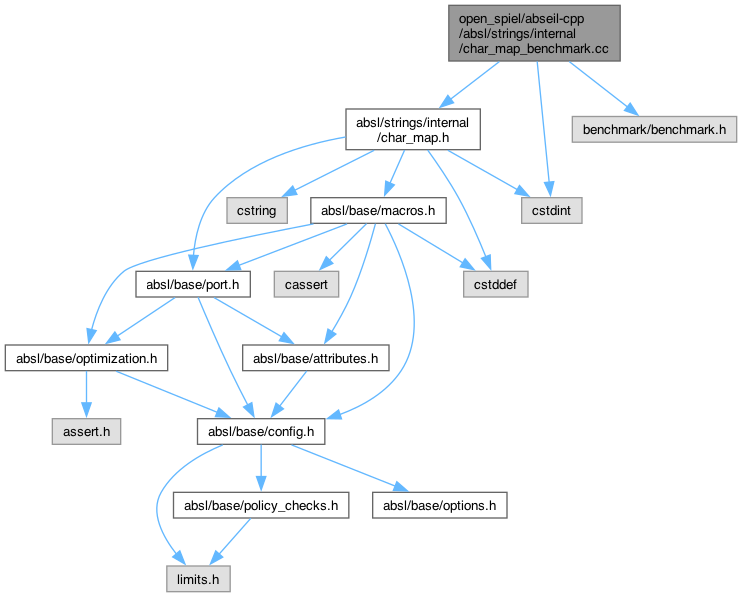 open_spiel/abseil-cpp
/absl/strings/internal
/char_map_benchmark.cc
absl/strings/internal
/char_map.h
benchmark/benchmark.h
cstring
absl/base/macros.h
cstdint
absl/base/port.h
cassert
cstddef
absl/base/optimization.h
absl/base/attributes.h
assert.h
absl/base/config.h
absl/base/policy_checks.h
absl/base/options.h
limits.h